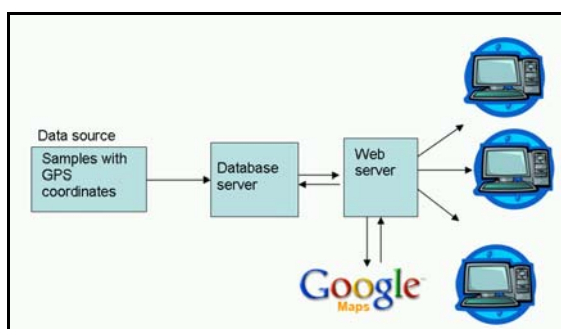 Data source
Samples with
GPS
coordinates
Database
server
Web
server
Google
Maps